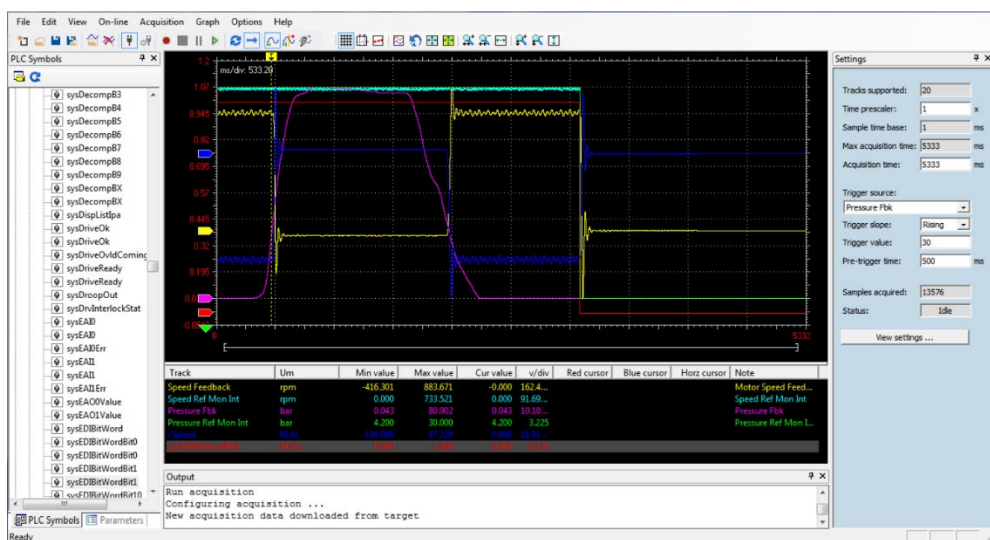 File Edit View On-line Acquisition Graph Options Help
PLC Symbols
Settings
sysDecompB3
sysDecompB4
sysDecompB5
sysDecompB6
sysDecompB7
sysDecompB8
sysDecompB9
sysDecompBX
sysDecompBX
sysDispListIpa
sysDriveOk
sysDriveOk
sysDriveOvldComing
sysDriveReady
sysDriveReady
sysDroopOut
sysDrvInterlockStat
sysEAI0
sysEAI0
sysEAI0Err
sysEAI1
sysEAI1
sysEAI1Err
sysEAO0Value
sysEAO1Value
sysEDIBitWord
sysEDIBitWordBit0
sysEDIBitWordBit0
sysEDIBitWordBit1
sysEDIBitWordBit1
sysEDIBitWordBit10
PLC Symbols Parameters
Ready
ms/div: 533.20
1.2
1.07
0.945
0.82
0.695
0.57
0.445
0.32
0.195
0
5332
Track Um Min value Max value Cur value v/div Red cursor Blue cursor Horz cursor Note
Speed Feedback rpm -416.301 883.671 -0.000 162.4... Motor Speed Feed...
Speed Ref Mon Int rpm 0.000 733.521 0.000 91.69... Speed Ref Mon Int
Pressure Fbk bar 0.043 80.902 0.043 10.10... Pressure Fbk
Pressure Ref Mon Int bar 4.200 30.000 4.200 3.225 Pressure Ref Mon I...
Output
Run acquisition
Configuring acquisition ...
New acquisition data downloaded from target
Tracks supported: 20
Time prescaler: 1 x
Sample time base: 1 ms
Max acquisition time: 5333 ms
Acquisition time: 5333 ms
Trigger source:
Pressure Fbk
Trigger slope: Rising
Trigger value: 30
Pre-trigger time: 500 ms
Samples acquired: 13576
Status: Idle
View settings ...